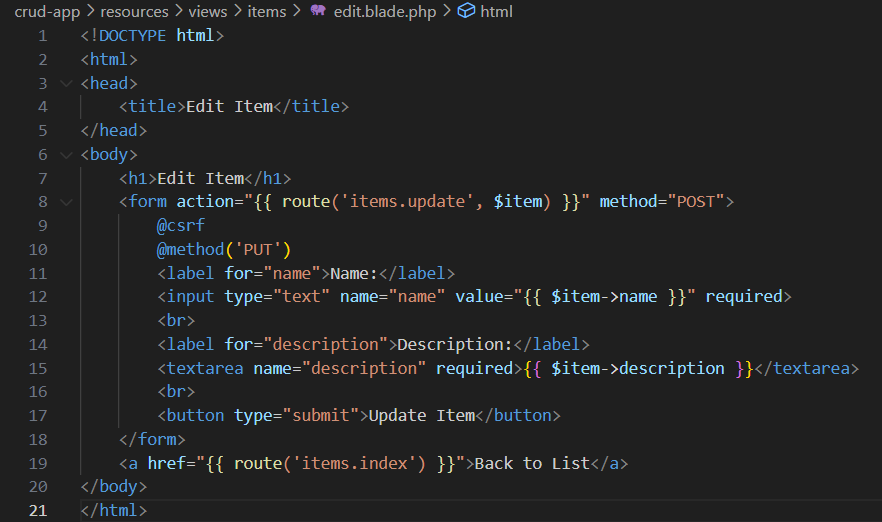 crud-app > resources > views > items > edit.blade.php > html
1 <!DOCTYPE html>
2 <html>
3 <head>
4     <title>Edit Item</title>
5 </head>
6 <body>
7     <h1>Edit Item</h1>
8     <form action="{{ route('items.update', $item) }}" method="POST">
9         @csrf
10         @method('PUT')
11         <label for="name">Name:</label>
12         <input type="text" name="name" value="{{ $item->name }}" required>
13         <br>
14         <label for="description">Description:</label>
15         <textarea name="description" required>{{ $item->description }}</textarea>
16         <br>
17         <button type="submit">Update Item</button>
18     </form>
19     <a href="{{ route('items.index') }}">Back to List</a>
20 </body>
21 </html>